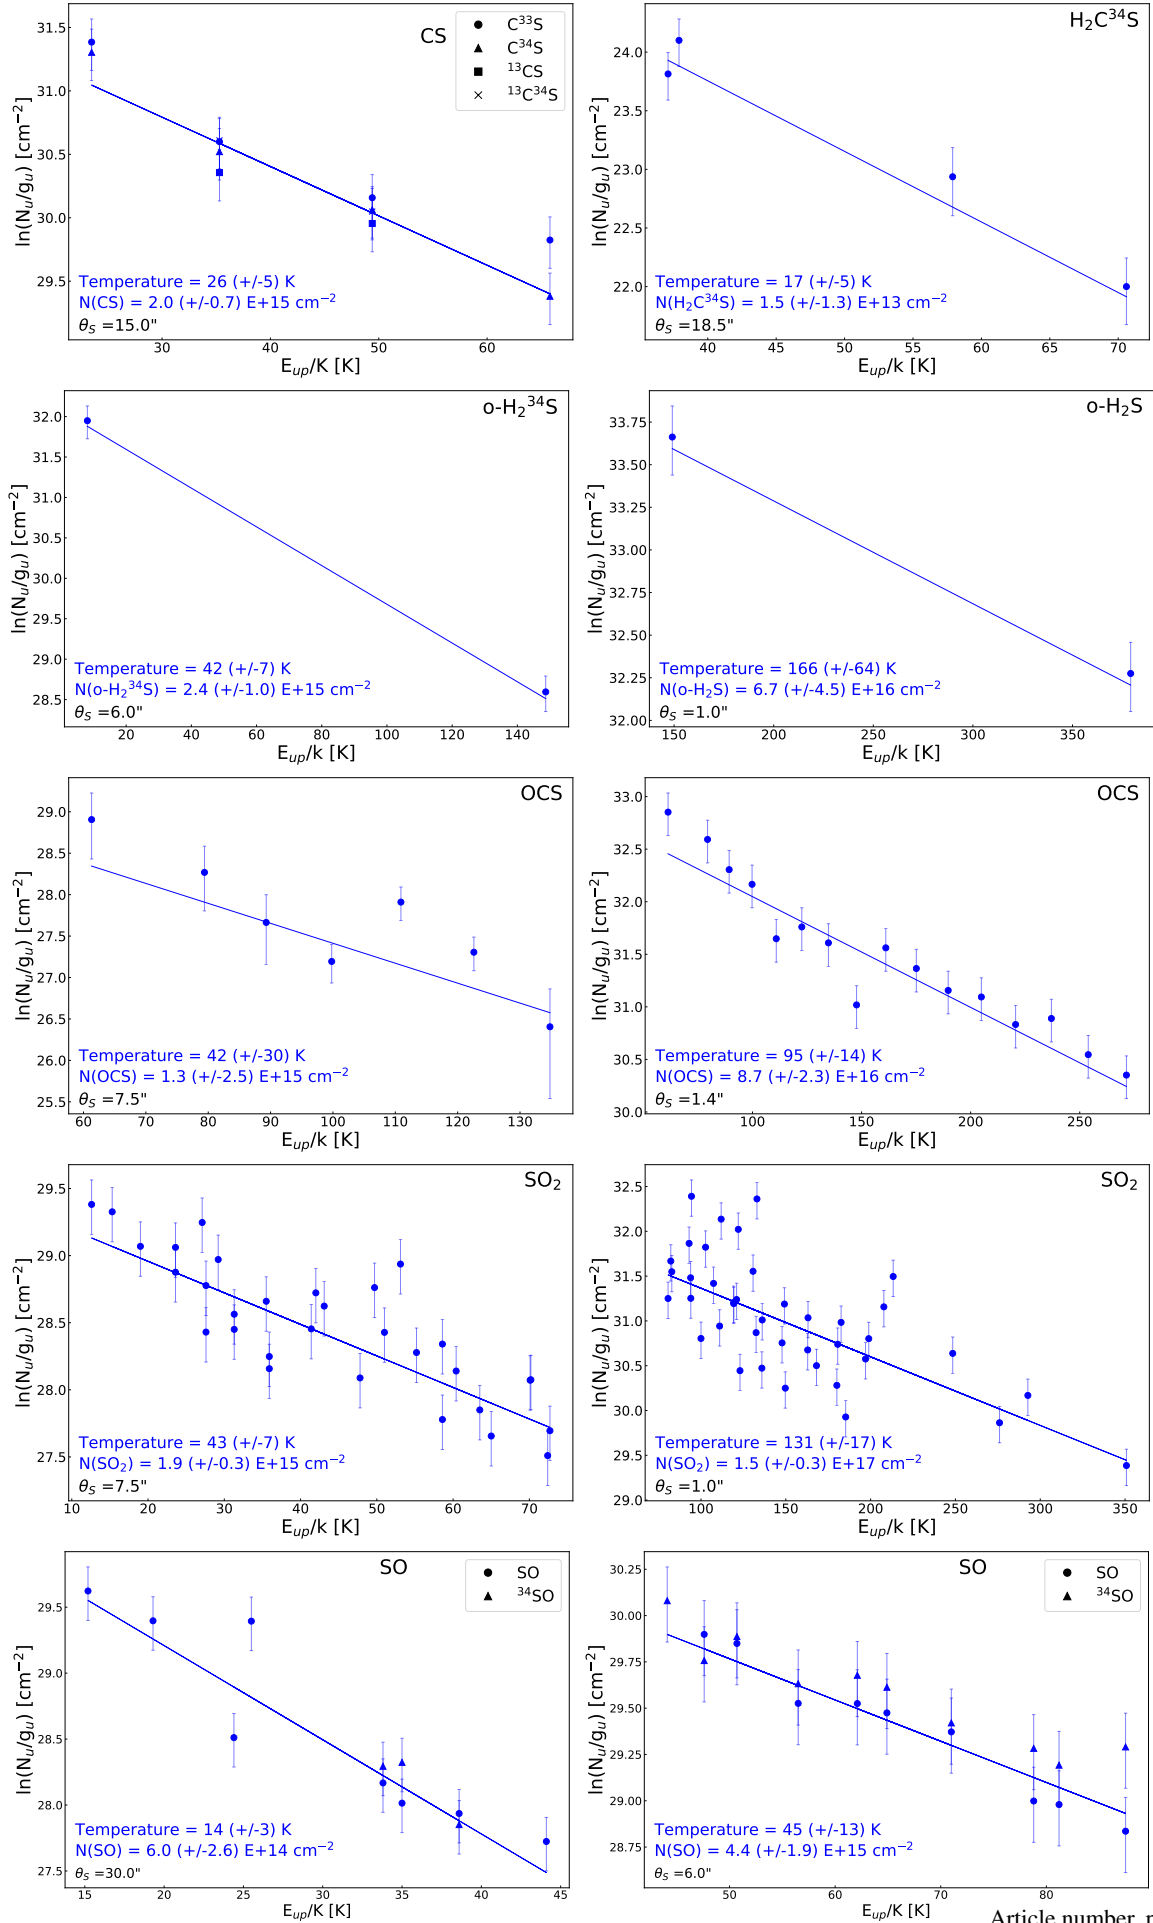 CS
C³³S
C³⁴S
¹³CS
¹³C³⁴S
ln(Nᵤ/gᵤ) [cm⁻²]
31.5
31.0
30.5
30.0
29.5
Temperature = 26 (+/-5) K
N(CS) = 2.0 (+/-0.7) E+15 cm⁻²
θ_S =15.0"
30 40 50 60
E_up/K [K]
H₂C³⁴S
ln(Nᵤ/gᵤ) [cm⁻²]
24.0
23.5
23.0
22.5
22.0
Temperature = 17 (+/-5) K
N(H₂C³⁴S) = 1.5 (+/-1.3) E+13 cm⁻²
θ_S =18.5"
40 45 50 55 60 65 70
E_up/k [K]
o-H₂³⁴S
ln(Nᵤ/gᵤ) [cm⁻²]
32.0
31.5
31.0
30.5
30.0
29.5
29.0
28.5
Temperature = 42 (+/-7) K
N(o-H₂³⁴S) = 2.4 (+/-1.0) E+15 cm⁻²
θ_S =6.0"
20 40 60 80 100 120 140
E_up/k [K]
o-H₂S
ln(Nᵤ/gᵤ) [cm⁻²]
33.75
33.50
33.25
33.00
32.75
32.50
32.25
32.00
Temperature = 166 (+/-64) K
N(o-H₂S) = 6.7 (+/-4.5) E+16 cm⁻²
θ_S =1.0"
150 200 250 300 350
E_up/k [K]
OCS
ln(Nᵤ/gᵤ) [cm⁻²]
29.0
28.5
28.0
27.5
27.0
26.5
26.0
25.5
Temperature = 42 (+/-30) K
N(OCS) = 1.3 (+/-2.5) E+15 cm⁻²
θ_S =7.5"
60 70 80 90 100 110 120 130
E_up/k [K]
OCS
ln(Nᵤ/gᵤ) [cm⁻²]
33.0
32.5
32.0
31.5
31.0
30.5
30.0
Temperature = 95 (+/-14) K
N(OCS) = 8.7 (+/-2.3) E+16 cm⁻²
θ_S =1.4"
100 150 200 250
E_up/k [K]
SO₂
ln(Nᵤ/gᵤ) [cm⁻²]
29.5
29.0
28.5
28.0
27.5
Temperature = 43 (+/-7) K
N(SO₂) = 1.9 (+/-0.3) E+15 cm⁻²
θ_S =7.5"
10 20 30 40 50 60 70
E_up/k [K]
SO₂
ln(Nᵤ/gᵤ) [cm⁻²]
32.5
32.0
31.5
31.0
30.5
30.0
29.5
29.0
Temperature = 131 (+/-17) K
N(SO₂) = 1.5 (+/-0.3) E+17 cm⁻²
θ_S =1.0"
100 150 200 250 300 350
E_up/k [K]
SO
SO
³⁴SO
ln(Nᵤ/gᵤ) [cm⁻²]
29.5
29.0
28.5
28.0
27.5
Temperature = 14 (+/-3) K
N(SO) = 6.0 (+/-2.6) E+14 cm⁻²
θ_S =30.0"
15 20 25 30 35 40 45
E_up/K [K]
SO
SO
³⁴SO
ln(Nᵤ/gᵤ) [cm⁻²]
30.25
30.00
29.75
29.50
29.25
29.00
28.75
Temperature = 45 (+/-13) K
N(SO) = 4.4 (+/-1.9) E+15 cm⁻²
θ_S =6.0"
50 60 70 80
E_up/K [K]
Article number,